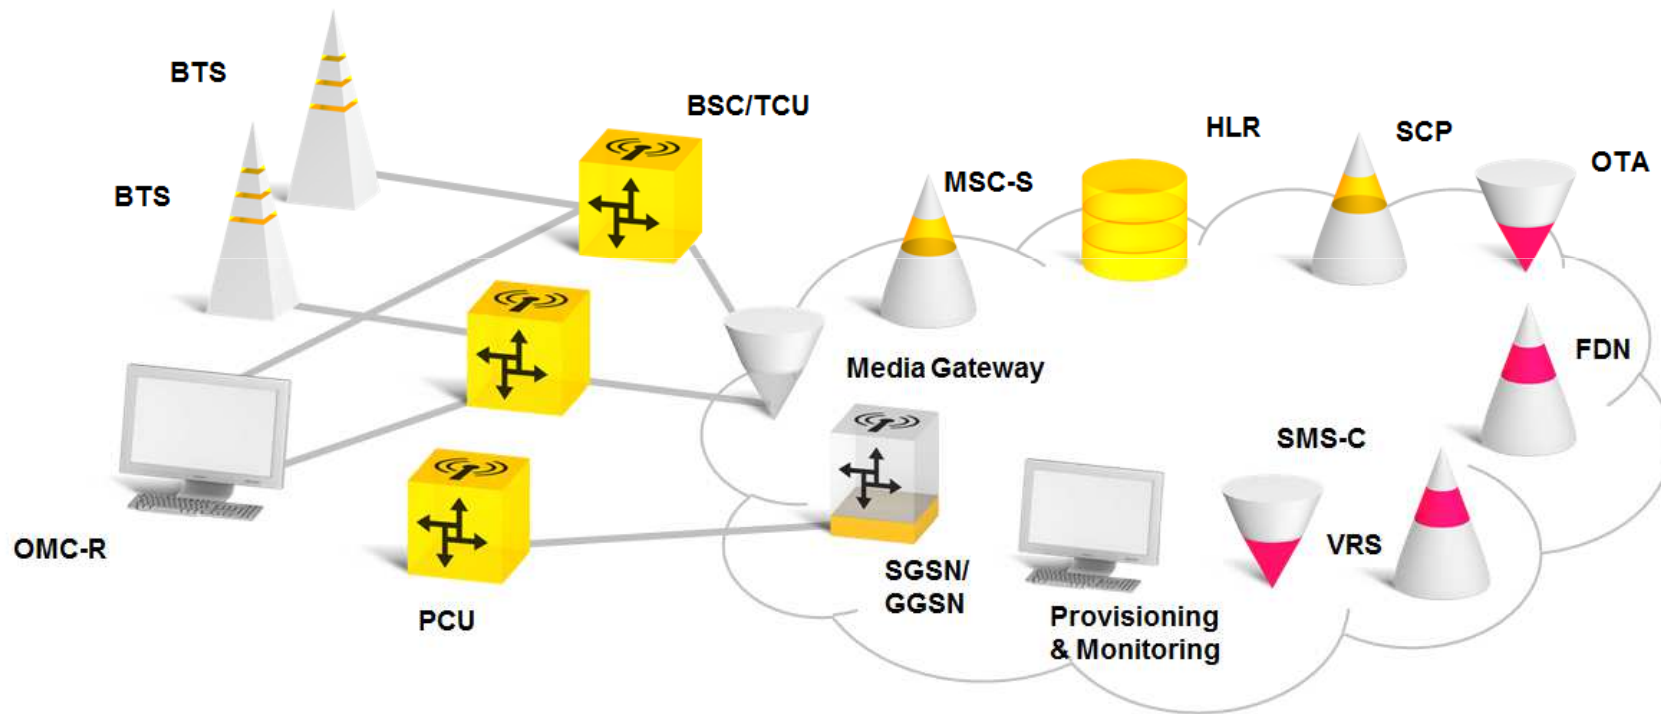 BTS
BSC/TCU
HLR
SCP
OTA
BTS
MSC-S
Media Gateway
FDN
SMS-C
OMC-R
VRS
SGSN/
GGSN
PCU
Provisioning
& Monitoring